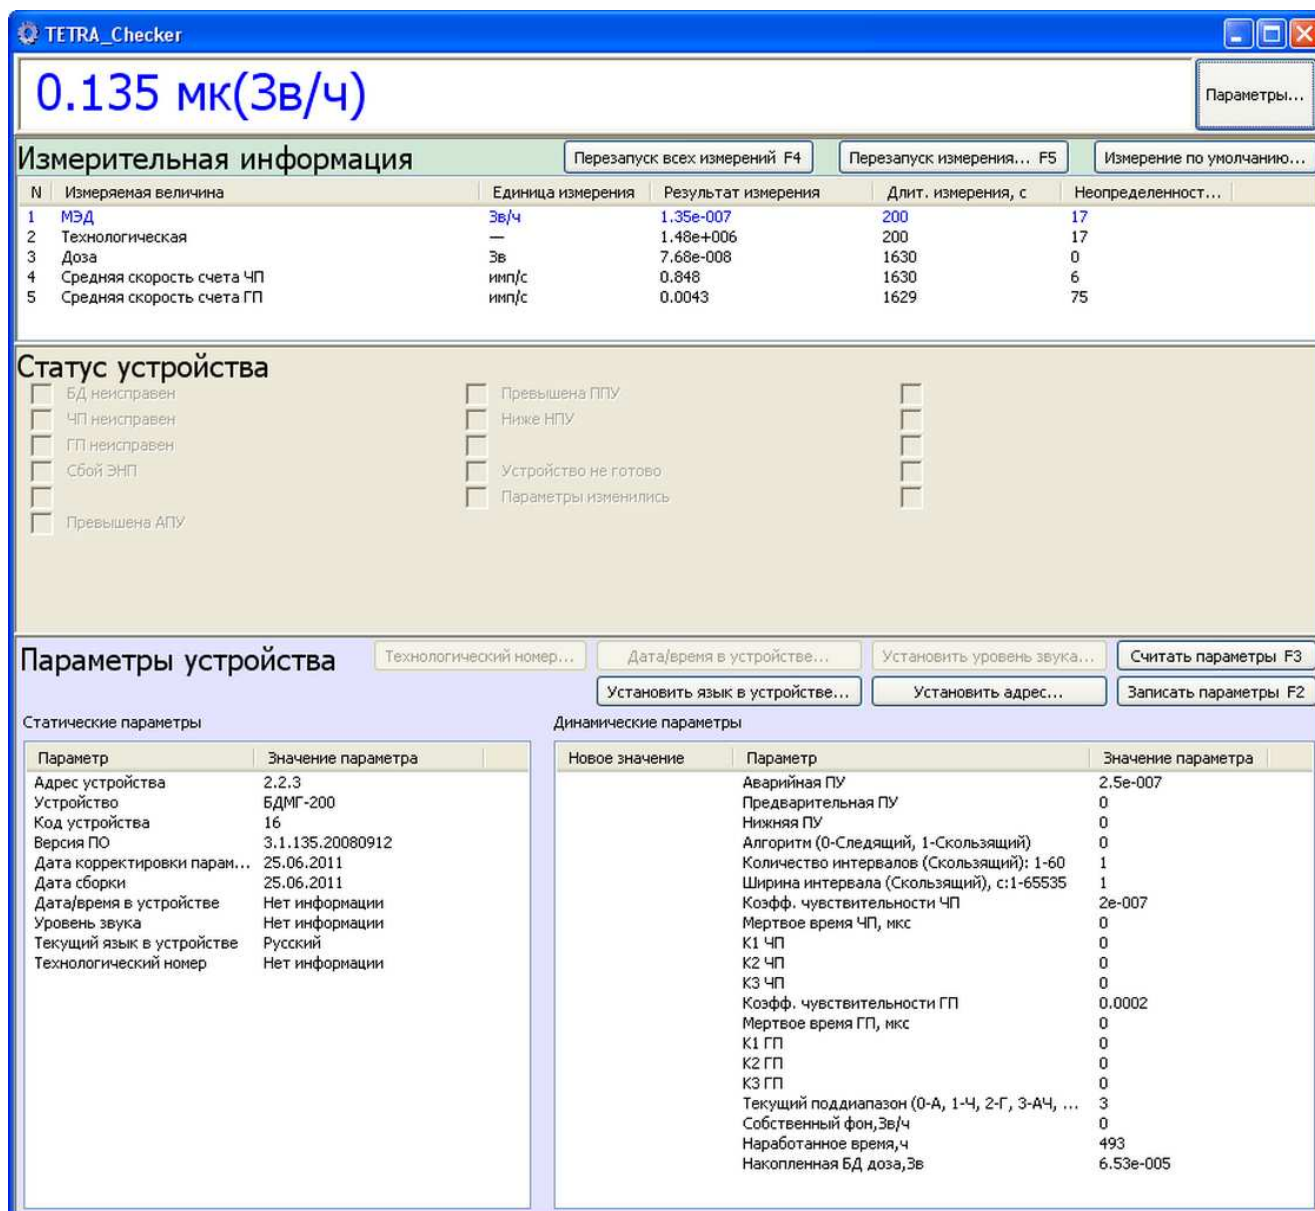 TETRA_Checker
0.135 мк(Зв/ч)
Параметры...
Измерительная информация
Перезапуск всех измерений F4
Перезапуск измерения... F5
Измерение по умолчанию...
N Измеряемая величина Единица измерения Результат измерения Длит. измерения, с Неопределенност...
1 МЭД Зв/ч 1.35e-007 200 17
2 Технологическая — 1.48e+006 200 17
3 Доза Зв 7.68e-008 1630 0
4 Средняя скорость счета ЧП имп/с 0.848 1630 6
5 Средняя скорость счета ГП имп/с 0.0043 1629 75
Статус устройства
БД неисправен Превышена ППУ
ЧП неисправен Ниже НПУ
ГП неисправен
Сбой ЭНП Устройство не готово
Параметры изменились
Превышена АПУ
Параметры устройства
Технологический номер... Дата/время в устройстве... Установить уровень звука... Считать параметры F3
Установить язык в устройстве... Установить адрес... Записать параметры F2
Статические параметры
Параметр Значение параметра
Адрес устройства 2.2.3
Устройство БДМГ-200
Код устройства 16
Версия ПО 3.1.135.20080912
Дата корректировки парам... 25.06.2011
Дата сборки 25.06.2011
Дата/время в устройстве Нет информации
Уровень звука Нет информации
Текущий язык в устройстве Русский
Технологический номер Нет информации
Динамические параметры
Новое значение Параметр Значение параметра
Аварийная ПУ 2.5e-007
Предварительная ПУ 0
Нижняя ПУ 0
Алгоритм (0-Следящий, 1-Скользящий) 0
Количество интервалов (Скользящий): 1-60 1
Ширина интервала (Скользящий), с:1-65535 1
Коэфф. чувствительности ЧП 2e-007
Мертвое время ЧП, мкс 0
К1 ЧП 0
К2 ЧП 0
К3 ЧП 0
Коэфф. чувствительности ГП 0.0002
Мертвое время ГП, мкс 0
К1 ГП 0
К2 ГП 0
К3 ГП 0
Текущий поддиапазон (0-А, 1-Ч, 2-Г, 3-АЧ, ... 3
Собственный фон,Зв/ч 0
Наработанное время,ч 493
Накопленная БД доза,Зв 6.53e-005